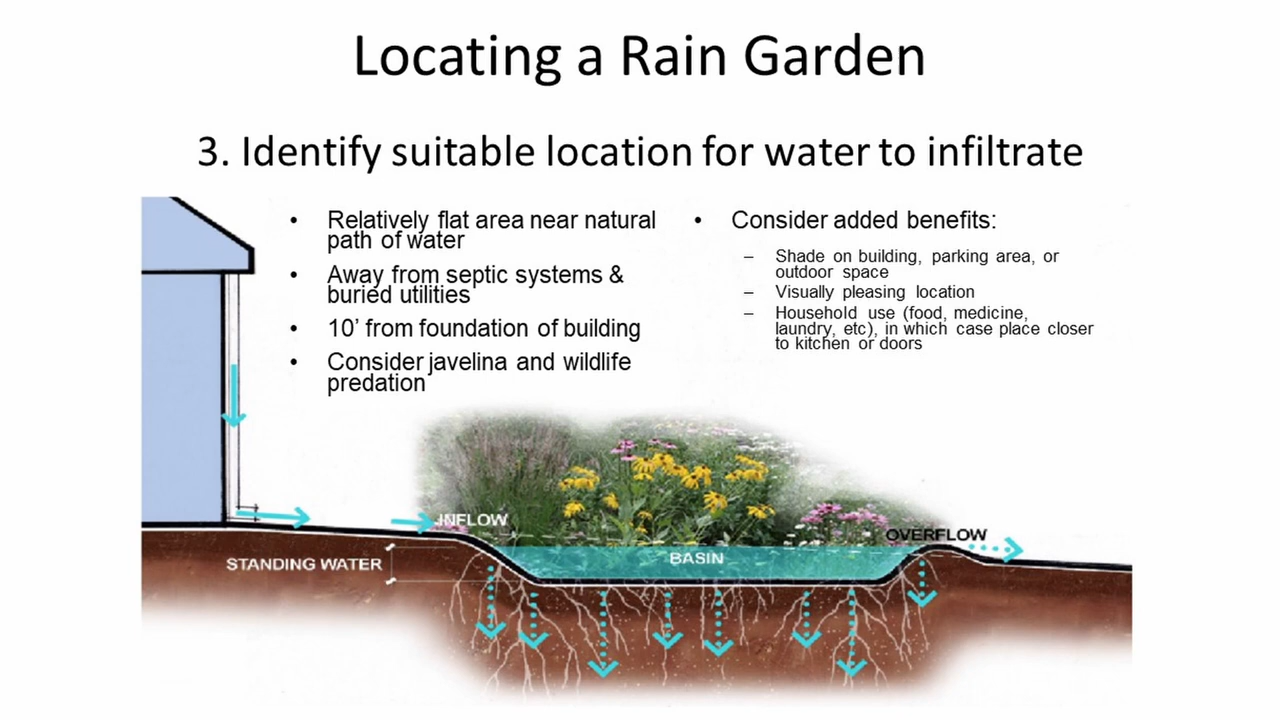 Locating a Rain Garden
3. Identify suitable location for water to infiltrate
• Relatively flat area near natural
path of water
• Away from septic systems &
buried utilities
• 10’ from foundation of building
• Consider javelina and wildlife
predation
• Consider added benefits:
– Shade on building, parking area, or
outdoor space
– Visually pleasing location
– Household use (food, medicine,
laundry, etc), in which case place closer
to kitchen or doors
INFLOW
OVERFLOW
STANDING WATER
BASIN